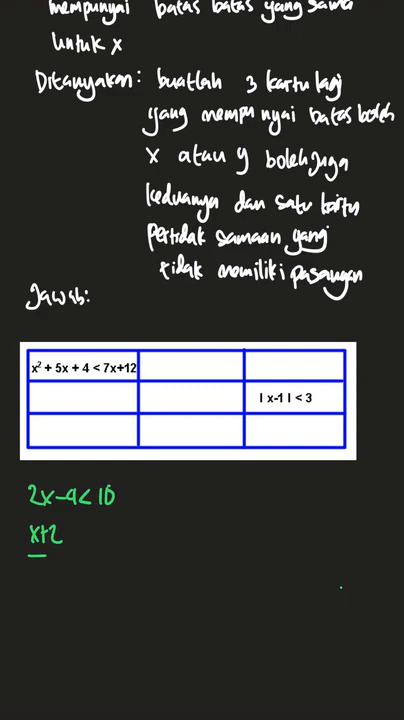 mempunyai batas batas yang sama
untuk x
Ditanyakan: buatlah 3 kartu lagi
yang mempunyai batas boleh
x atau y boleh juga
keduanya dan satu kartu
pertidak samaan yang
tidak memiliki pasangan
Jawab:
x² + 5x + 4 < 7x+12
| x-1 | < 3
2x-9<10
x+2